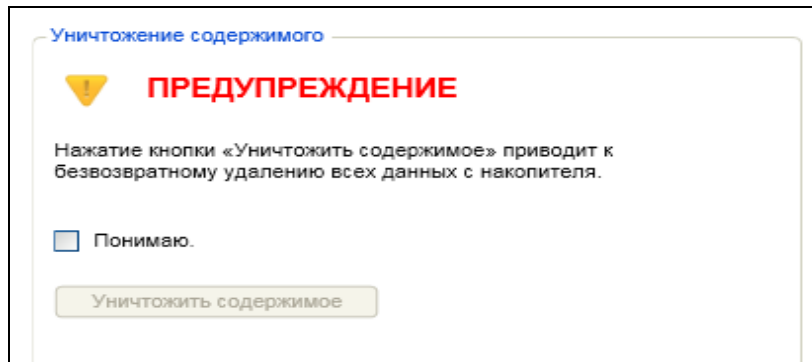 Уничтожение содержимого
ПРЕДУПРЕЖДЕНИЕ
Нажатие кнопки «Уничтожить содержимое» приводит к
безвозвратному удалению всех данных с накопителя.
Понимаю.
Уничтожить содержимое